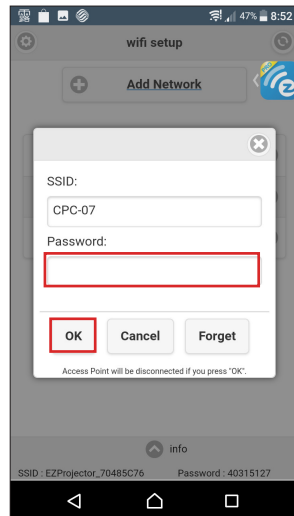 47% 8:52
wifi setup
Add Network
SSID:
CPC-07
Password:
OK Cancel Forget
Access Point will be disconnected if you press "OK".
info
SSID : EZProjector_70485C76 Password : 40315127